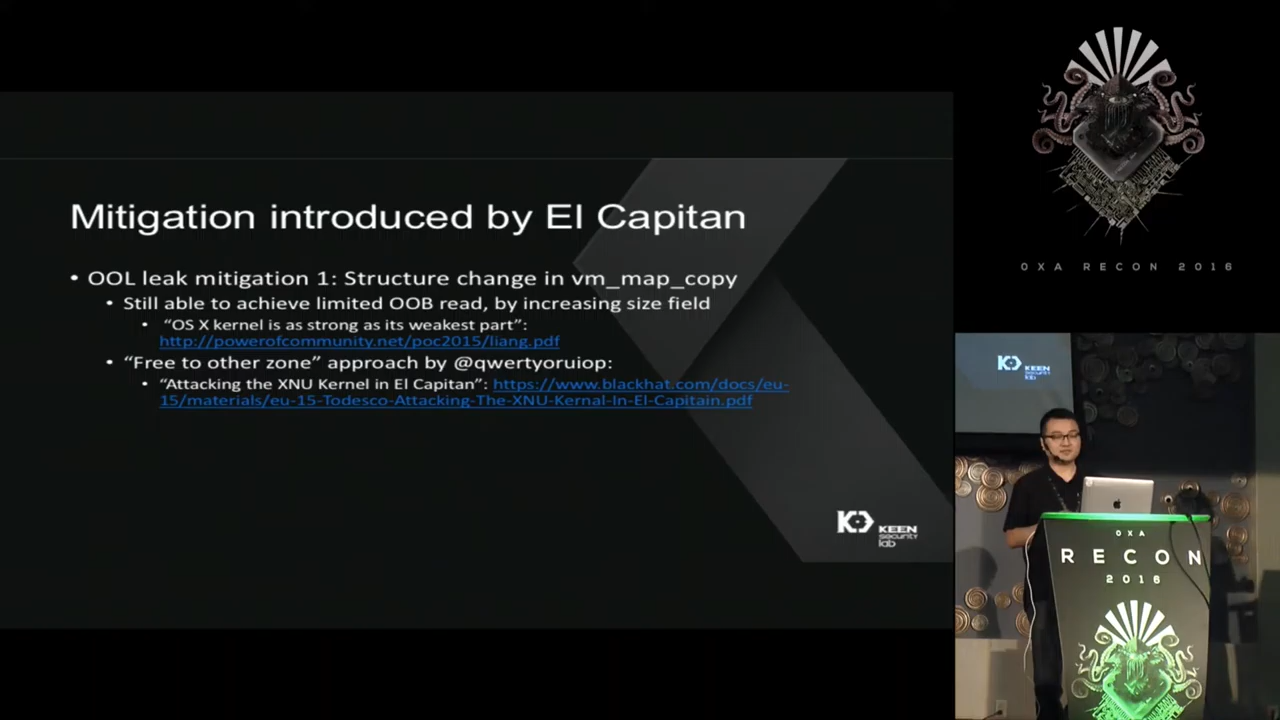 Mitigation introduced by El Capitan
• OOL leak mitigation 1: Structure change in vm_map_copy
• Still able to achieve limited OOB read, by increasing size field
• “OS X kernel is as strong as its weakest part”:
http://powerofcommunity.net/poc2015/liang.pdf
• “Free to other zone” approach by @qwertyoruiop:
• “Attacking the XNU Kernel in El Capitan”: https://www.blackhat.com/docs/eu-
15/materials/eu-15-Todesco-Attacking-The-XNU-Kernal-In-El-Capitain.pdf
KEEN
security
lab
0XA RECON 2016
KEEN
security
lab
0XA
RECON
2016